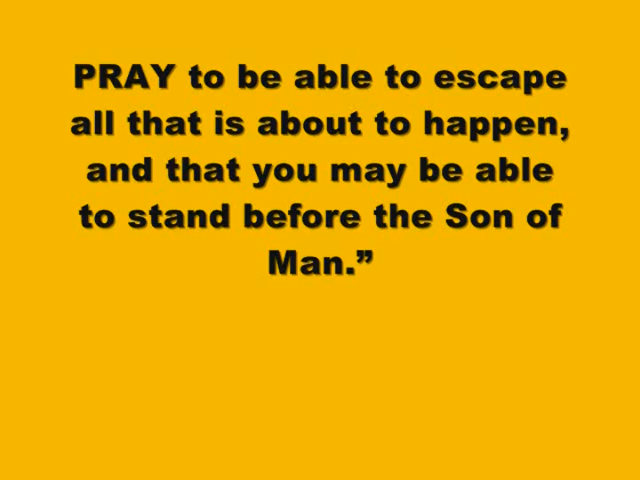 PRAY to be able to escape
all that is about to happen,
and that you may be able
to stand before the Son of
Man.”